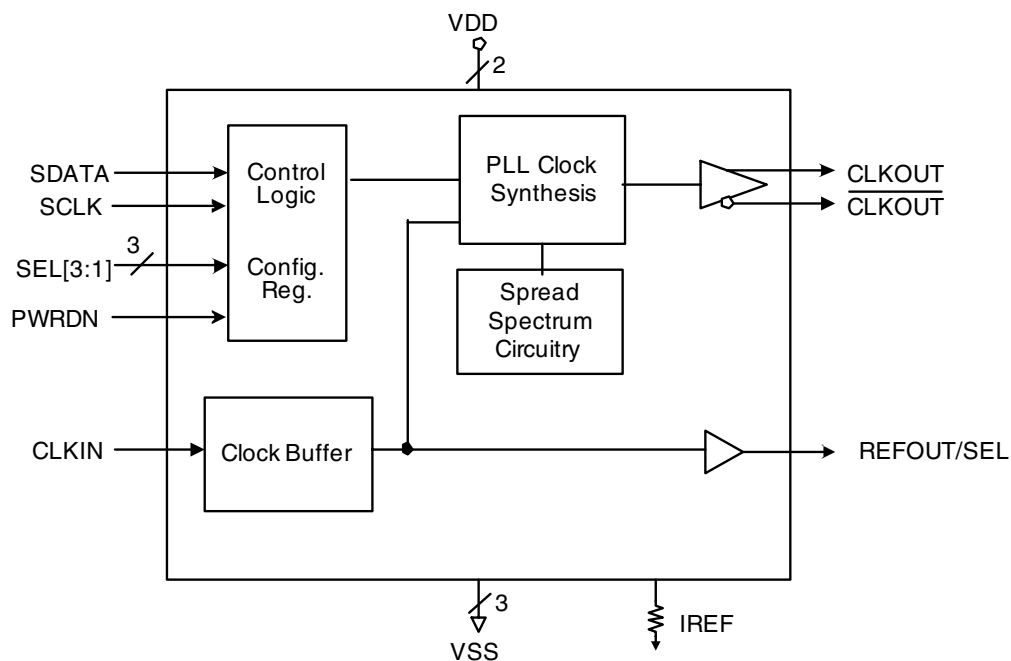 VDD
2
SDATA
SCLK
3
SEL[3:1]
PWRDN
Control
Logic
Config.
Reg.
PLL Clock
Synthesis
CLKOUT
CLKOUT
Spread
Spectrum
Circuitry
CLKIN
Clock Buffer
REFOUT/SEL
3
VSS
IREF